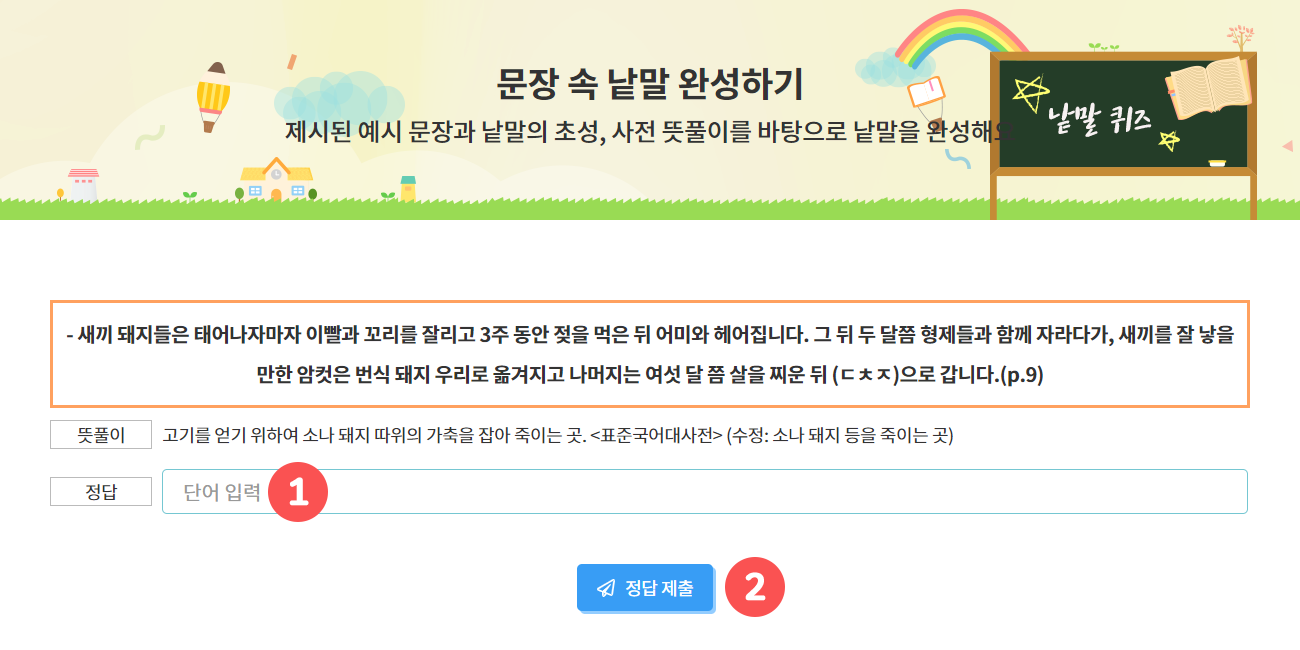 문장 속 낱말 완성하기
제시된 예시 문장과 낱말의 초성, 사전 뜻풀이를 바탕으로 낱말을 완성해요
낱말 퀴즈
- 새끼 돼지들은 태어나자마자 이빨과 꼬리를 잘리고 3주 동안 젖을 먹은 뒤 어미와 헤어집니다. 그 뒤 두 달쯤 형제들과 함께 자라다가, 새끼를 잘 낳을
만한 암컷은 번식 돼지 우리로 옮겨지고 나머지는 여섯 달 쯤 살을 찌운 뒤 (ㄷㅊㅈ)으로 갑니다.(p.9)
뜻풀이 고기를 얻기 위하여 소나 돼지 따위의 가축을 잡아 죽이는 곳. <표준국어대사전> (수정: 소나 돼지 등을 죽이는 곳)
정답 단어 입력 1
정답 제출 2